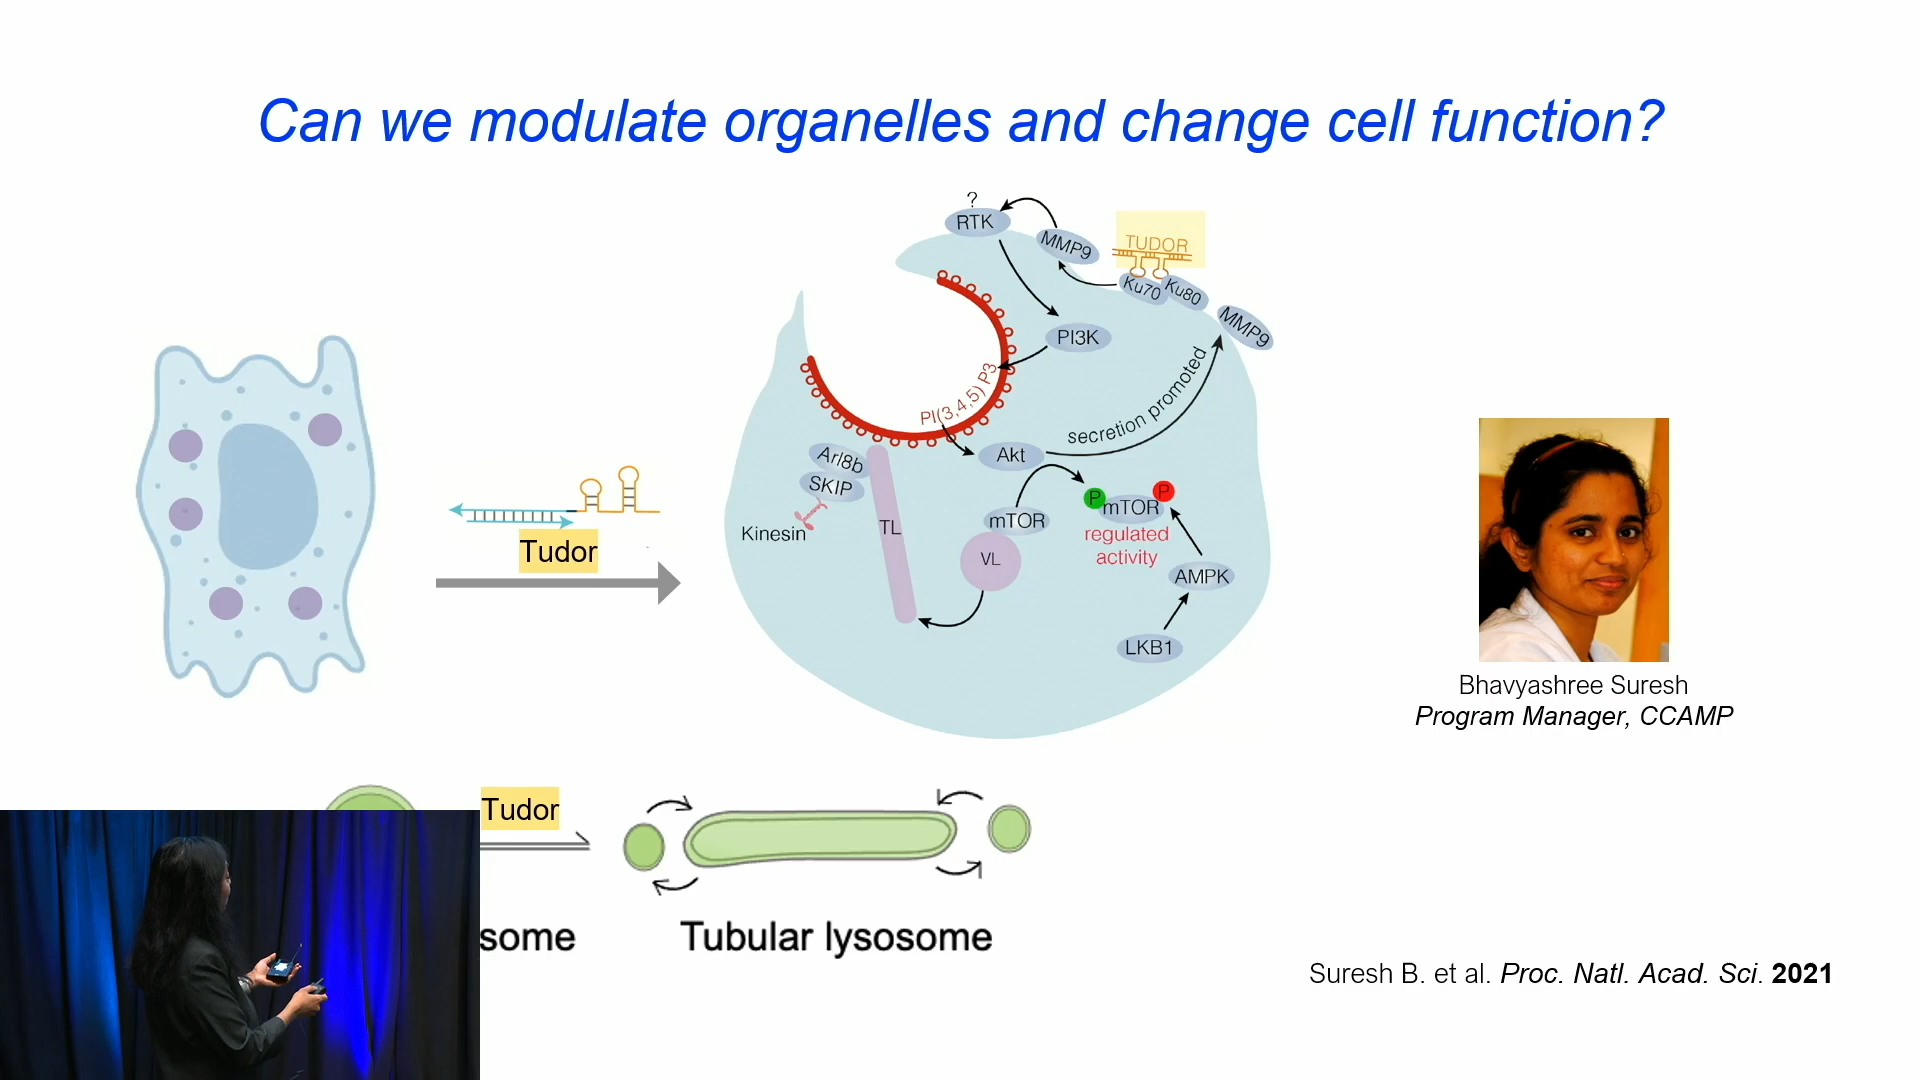 Can we modulate organelles and change cell function?
?
RTK
MMP9
TUDOR
Ku70
Ku80
MMP9
PI3K
PI(3,4,5) P3
secretion promoted
Akt
Arl8b
SKIP
Kinesin
TL
mTOR
VL
P
mTOR
P
regulated
activity
AMPK
LKB1
Tudor
Bhavyashree Suresh
Program Manager, CCAMP
Tudor
some
Tubular lysosome
Suresh B. et al. Proc. Natl. Acad. Sci. 2021